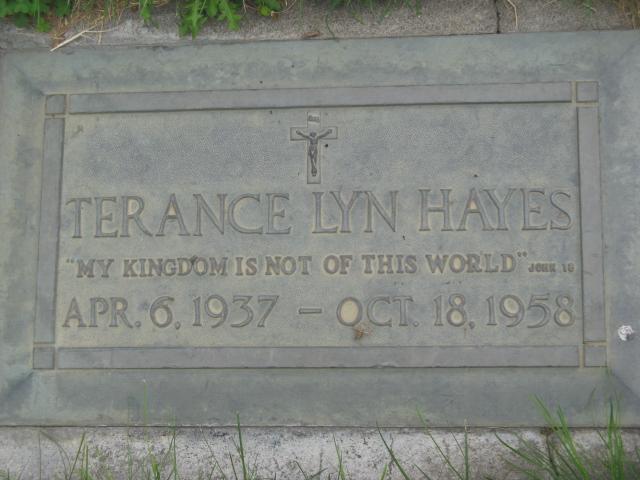 TERANCE LYN HAYES
"MY KINGDOM IS NOT OF THIS WORLD" JOHN 18
APR. 6, 1937 – OCT. 18, 1958